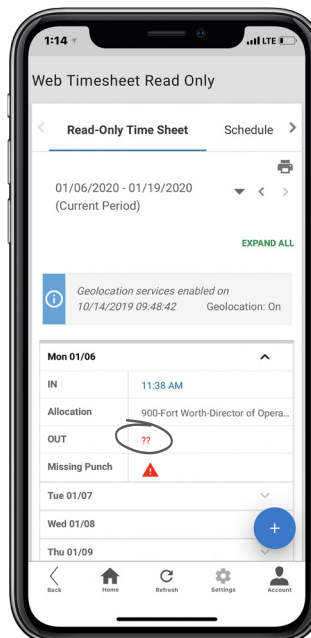 1:14 LTE
Web Timesheet Read Only
Read-Only Time Sheet Schedule
01/06/2020 - 01/19/2020
(Current Period)
EXPAND ALL
Geolocation services enabled on
10/14/2019 09:48:42 Geolocation: On
Mon 01/06
IN 11:38 AM
Allocation 900-Fort Worth-Director of Opera...
OUT ??
Missing Punch
Tue 01/07
Wed 01/08
Thu 01/09
Back Home Refresh Settings Account